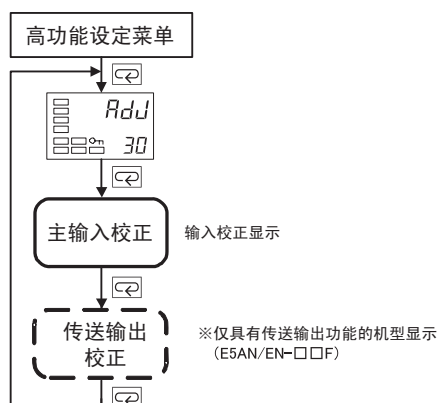 高功能设定菜单
AdJ
30
主输入校正
输入校正显示
传送输出
校正
※仅具有传送输出功能的机型显示
（E5AN/EN-□□F）